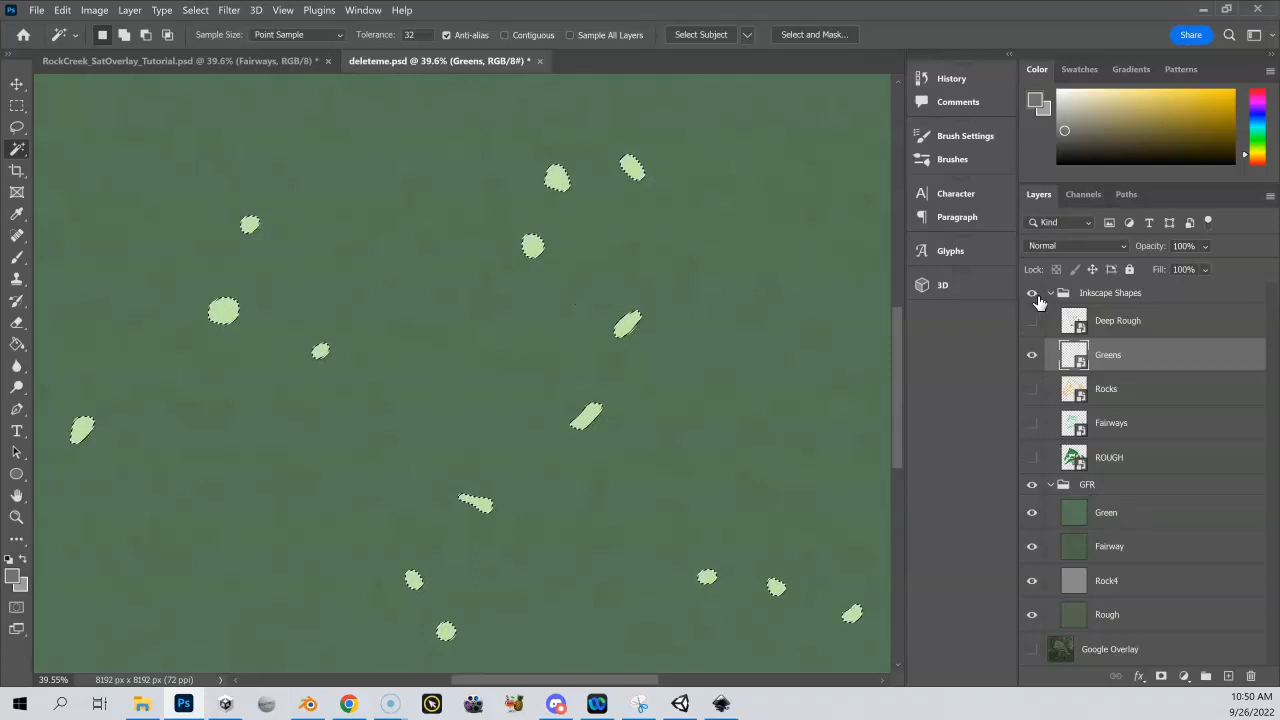 Ps File Edit Image Layer Type Select Filter 3D View Plugins Window Help
Sample Size: Point Sample Tolerance: 32 Anti-alias Contiguous Sample All Layers Select Subject Select and Mask... Share
RockCreek_SatOverlay_Tutorial.psd @ 39.6% (Fairways, RGB/8) * × deleteme.psd @ 39.6% (Greens, RGB/8#) * ×
History
Comments
Brush Settings
Brushes
Character
Paragraph
Glyphs
3D
Color Swatches Gradients Patterns
Layers Channels Paths
Kind
Normal Opacity: 100%
Lock: Fill: 100%
Inkscape Shapes
Deep Rough
Greens
Rocks
Fairways
ROUGH
GFR
Green
Fairway
Rock4
Rough
Google Overlay
39.55% 8192 px x 8192 px (72 ppi)
fx
Ps
10:50 AM
9/26/2022